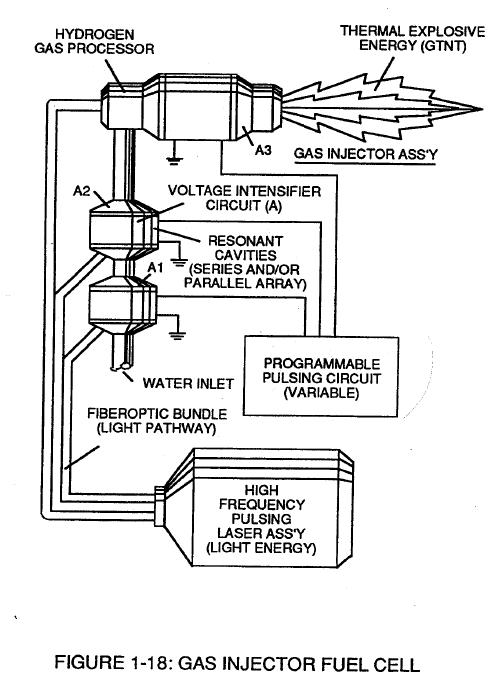 HYDROGEN
GAS PROCESSOR
THERMAL EXPLOSIVE
ENERGY (GTNT)
A3
GAS INJECTOR ASS'Y
A2
VOLTAGE INTENSIFIER
CIRCUIT (A)
RESONANT
CAVITIES
(SERIES AND/OR
PARALLEL ARRAY)
A1
PROGRAMMABLE
PULSING CIRCUIT
(VARIABLE)
WATER INLET
FIBEROPTIC BUNDLE
(LIGHT PATHWAY)
HIGH
FREQUENCY
PULSING
LASER ASS'Y
(LIGHT ENERGY)
FIGURE 1-18: GAS INJECTOR FUEL CELL